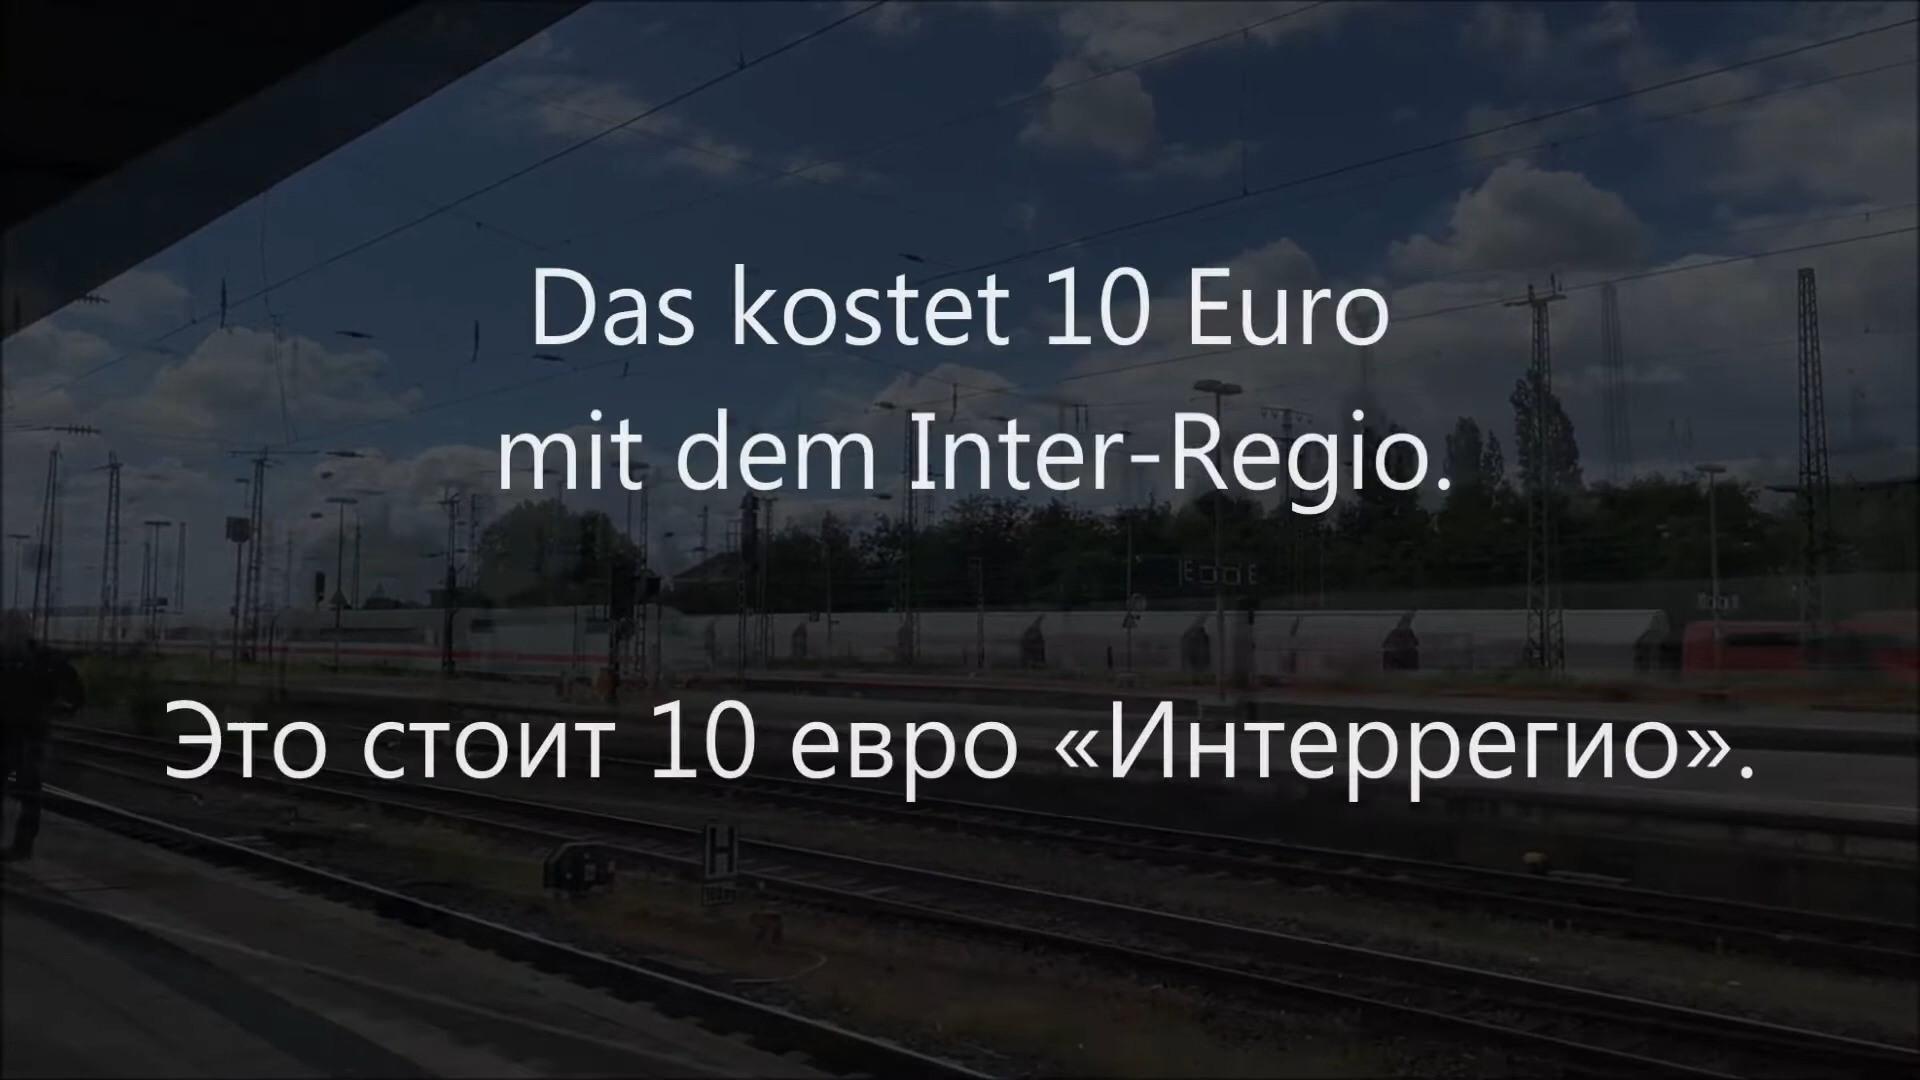 Das kostet 10 Euro
mit dem Inter-Regio.
Это стоит 10 евро «Интеррегио».
H